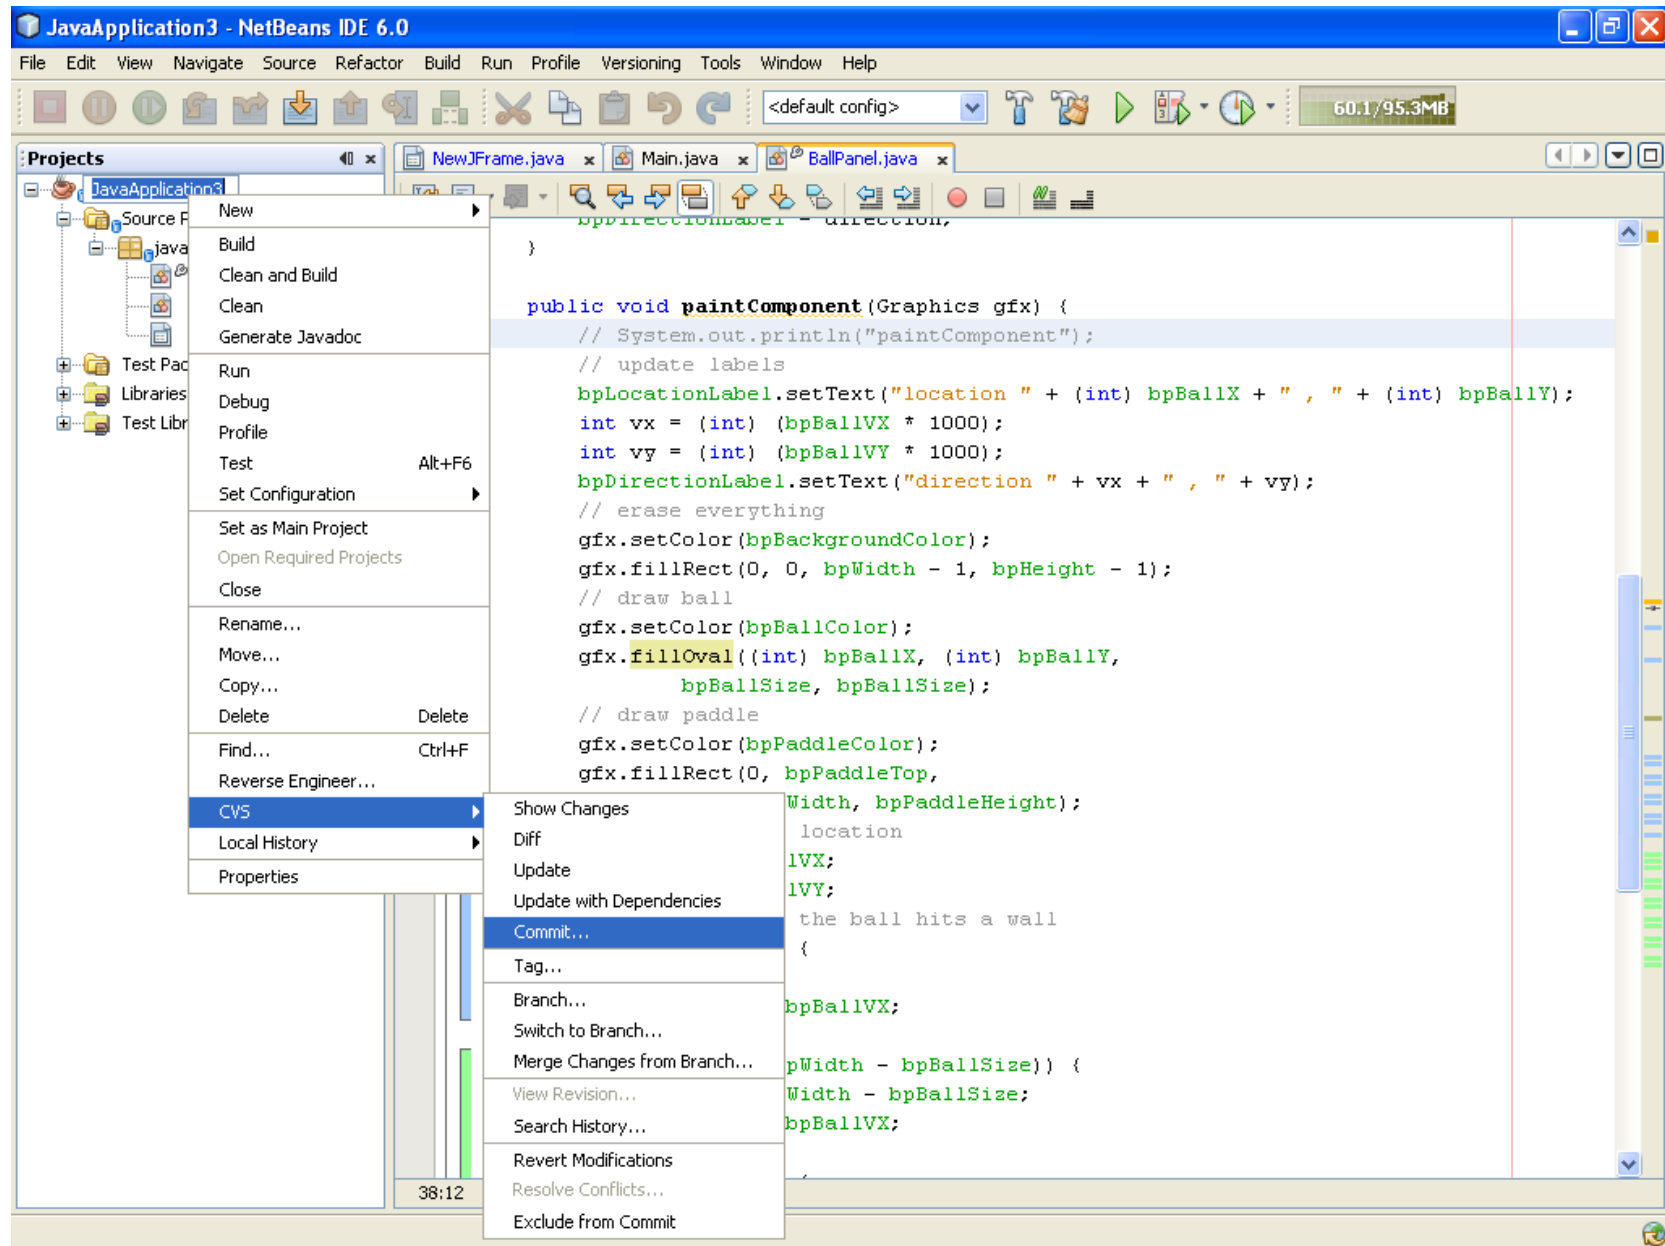 JavaApplication3 - NetBeans IDE 6.0
File Edit View Navigate Source Refactor Build Run Profile Versioning Tools Window Help
<default config>
60.1/95.3MB
Projects
NewJFrame.java
Main.java
BallPanel.java
JavaApplication3
Source P
java
Test Pac
Libraries
Test Libr
New
Build
Clean and Build
Clean
Generate Javadoc
Run
Debug
Profile
Test Alt+F6
Set Configuration
Set as Main Project
Open Required Projects
Close
Rename...
Move...
Copy...
Delete Delete
Find... Ctrl+F
Reverse Engineer...
CVS
Local History
Properties
Show Changes
Diff
Update
Update with Dependencies
Commit...
Tag...
Branch...
Switch to Branch...
Merge Changes from Branch...
View Revision...
Search History...
Revert Modifications
Resolve Conflicts...
Exclude from Commit
bpDirectionLabel = direction;
}
public void paintComponent(Graphics gfx) {
// System.out.println("paintComponent");
// update labels
bpLocationLabel.setText("location " + (int) bpBallX + " , " + (int) bpBallY);
int vx = (int) (bpBallVX * 1000);
int vy = (int) (bpBallVY * 1000);
bpDirectionLabel.setText("direction " + vx + " , " + vy);
// erase everything
gfx.setColor(bpBackgroundColor);
gfx.fillRect(0, 0, bpWidth - 1, bpHeight - 1);
// draw ball
gfx.setColor(bpBallColor);
gfx.fillOval((int) bpBallX, (int) bpBallY,
bpBallSize, bpBallSize);
// draw paddle
gfx.setColor(bpPaddleColor);
gfx.fillRect(0, bpPaddleTop,
Width, bpPaddleHeight);
location
lVX;
lVY;
the ball hits a wall
{
bpBallVX;
pWidth - bpBallSize)) {
Width - bpBallSize;
bpBallVX;
38:12